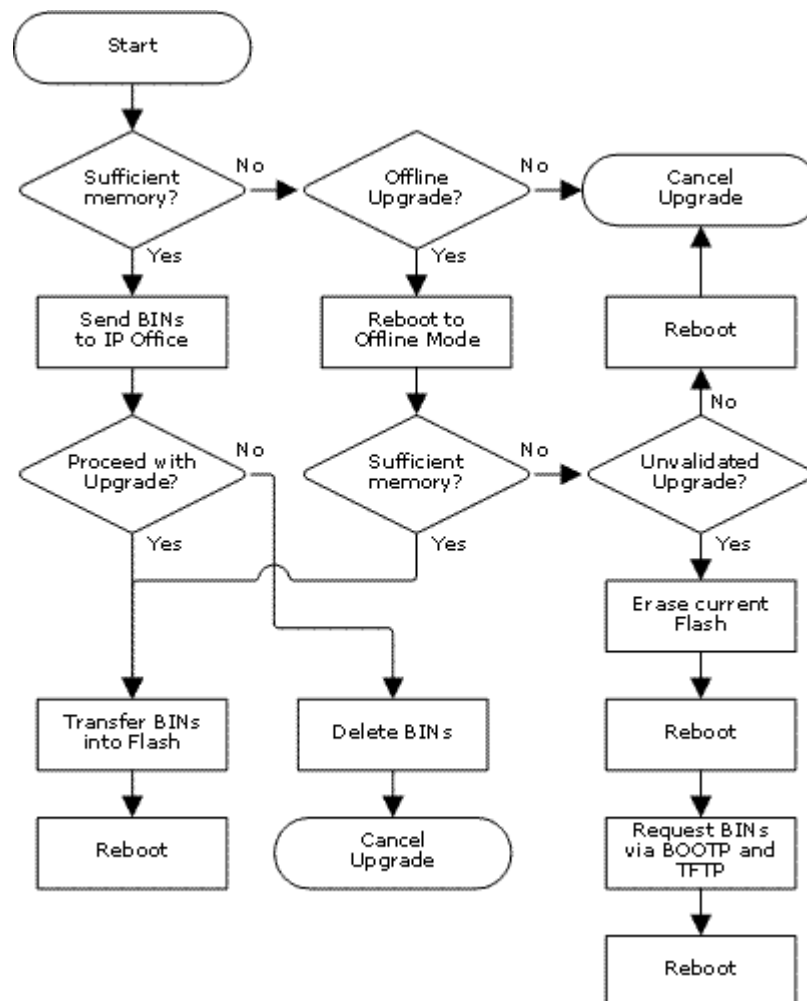 Start
Sufficient
memory?
No
Offline
Upgrade?
No
Cancel
Upgrade
Yes
Yes
Send BINs
to IP Office
Reboot to
Offline Mode
Reboot
No
Proceed with
Upgrade?
No
Sufficient
memory?
No
Unvalidated
Upgrade?
Yes
Yes
Yes
Erase current
Flash
Transfer BINs
into Flash
Delete BINs
Reboot
Reboot
Cancel
Upgrade
Request BINs
via BOOTP and
TFTP
Reboot